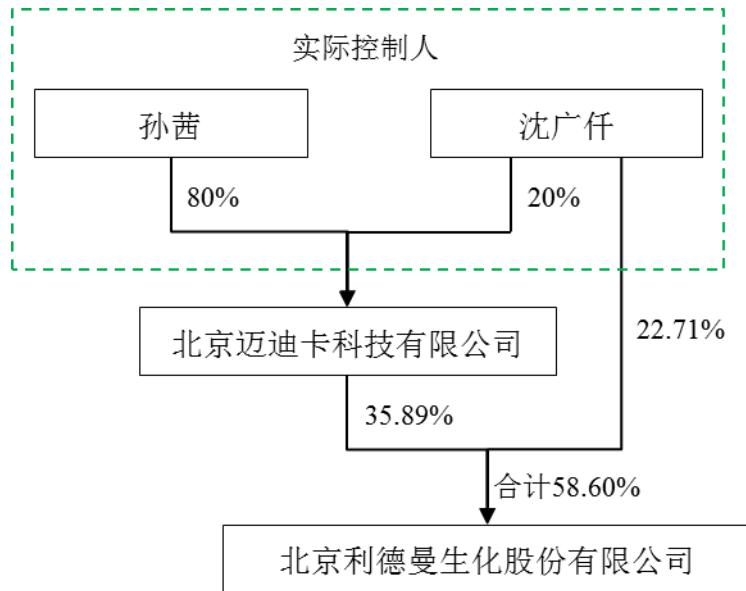 实际控制人
孙茜
沈广仟
80%
20%
北京迈迪卡科技有限公司
22.71%
35.89%
合计58.60%
北京利德曼生化股份有限公司